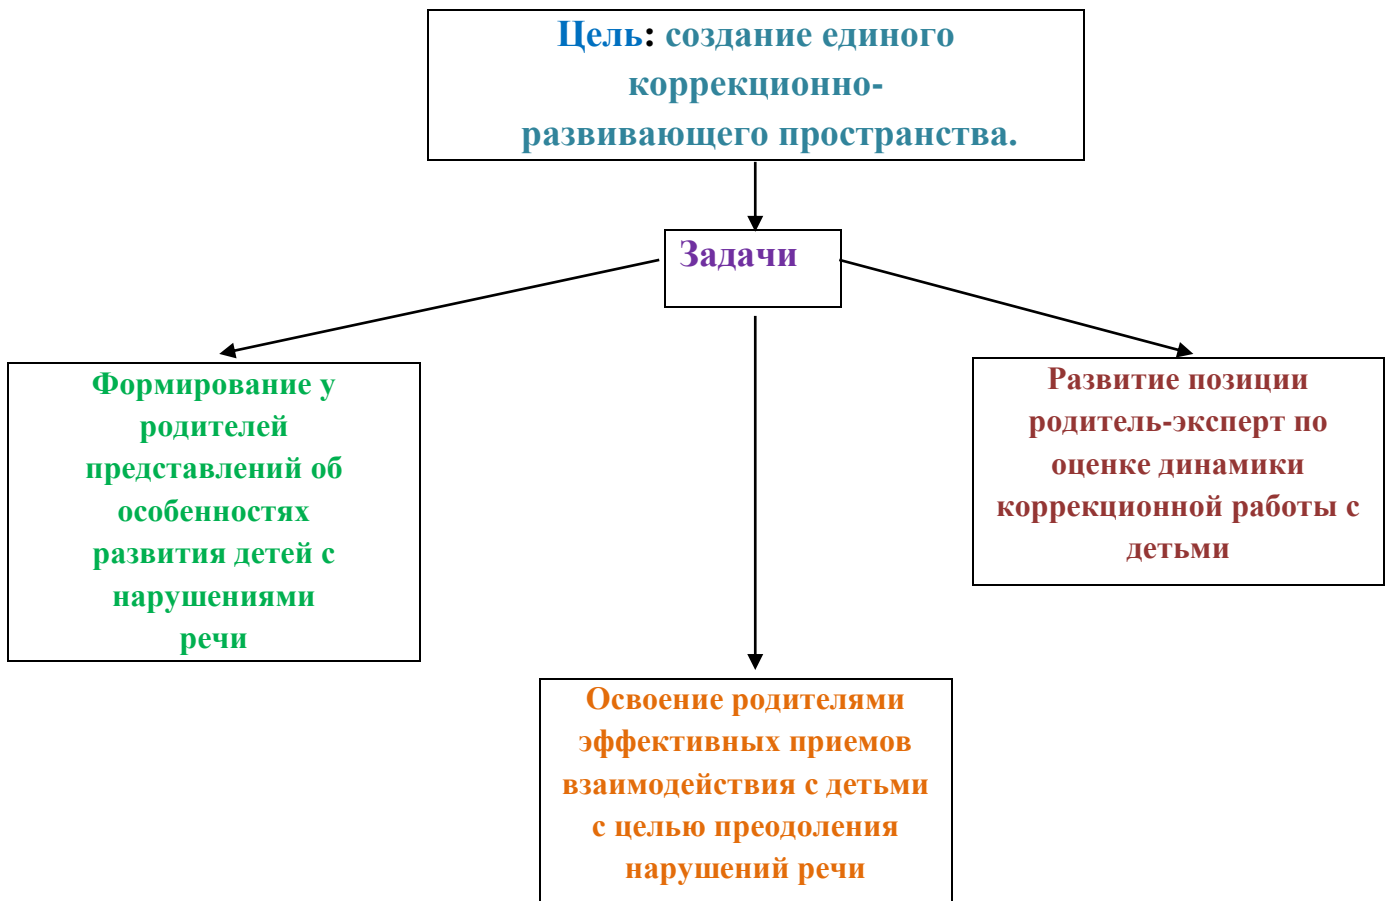 Цель: создание единого
коррекционно-
развивающего пространства.
Задачи
Формирование у
родителей
представлений об
особенностях
развития детей с
нарушениями
речи
Освоение родителями
эффективных приемов
взаимодействия с детьми
с целью преодоления
нарушений речи
Развитие позиции
родитель-эксперт по
оценке динамики
коррекционной работы с
детьми